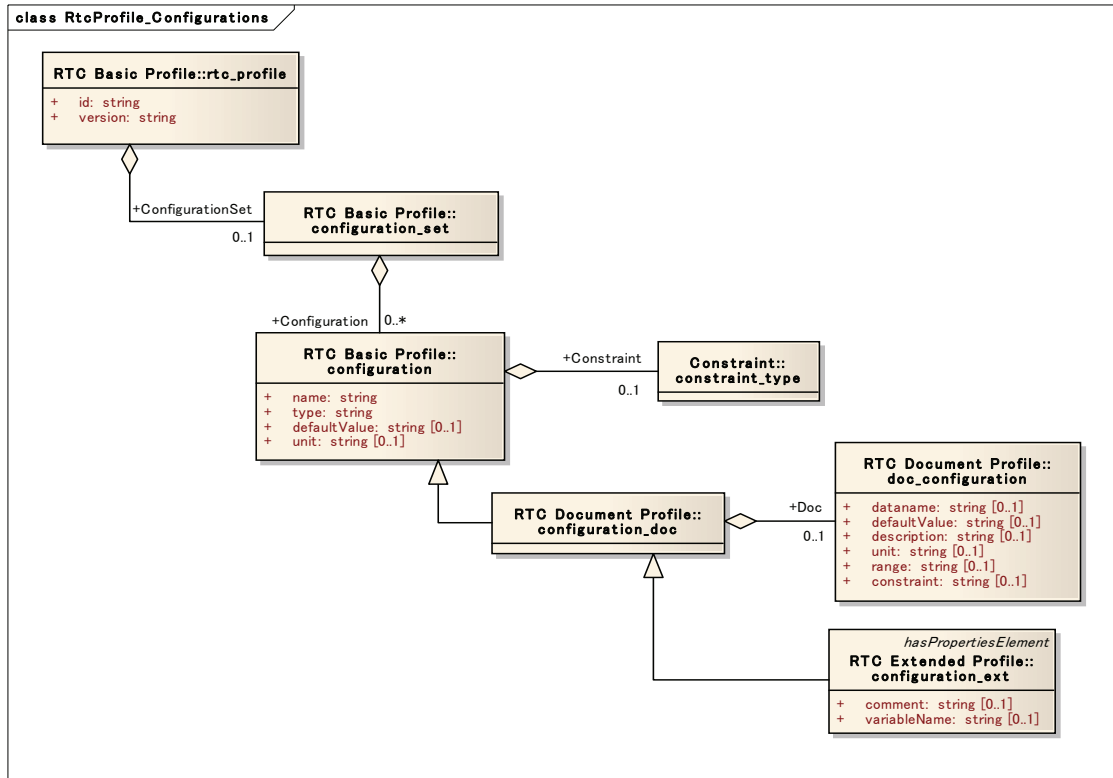 class RtcProfile_Configurations
RTC Basic Profile::rtc_profile
+ id: string
+ version: string
+ConfigurationSet
0..1
RTC Basic Profile::
configuration_set
+Configuration
0..*
RTC Basic Profile::
configuration
+ name: string
+ type: string
+ defaultValue: string [0..1]
+ unit: string [0..1]
+Constraint
0..1
Constraint::
constraint_type
RTC Document Profile::
configuration_doc
+Doc
0..1
RTC Document Profile::
doc_configuration
+ dataname: string [0..1]
+ defaultValue: string [0..1]
+ description: string [0..1]
+ unit: string [0..1]
+ range: string [0..1]
+ constraint: string [0..1]
hasPropertiesElement
RTC Extended Profile::
configuration_ext
+ comment: string [0..1]
+ variableName: string [0..1]